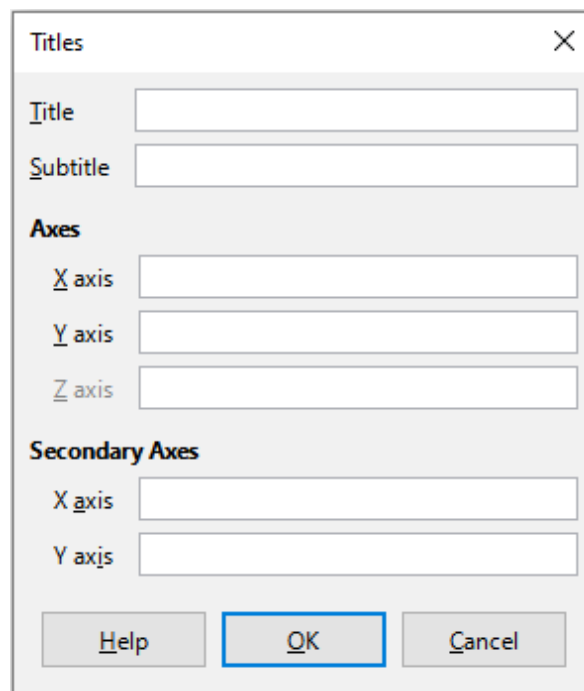 Titles
Title
Subtitle
Axes
X axis
Y axis
Z axis
Secondary Axes
X axis
Y axis
Help OK Cancel